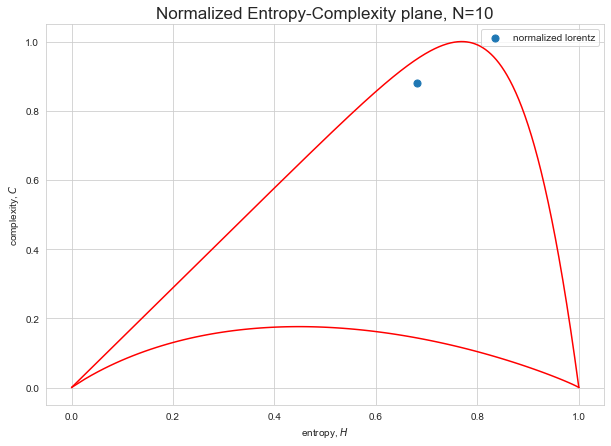 Normalized Entropy-Complexity plane, N=10
normalized lorentz
1.0
0.8
0.6
0.4
0.2
0.0
complexity, C
0.0 0.2 0.4 0.6 0.8 1.0
entropy, H